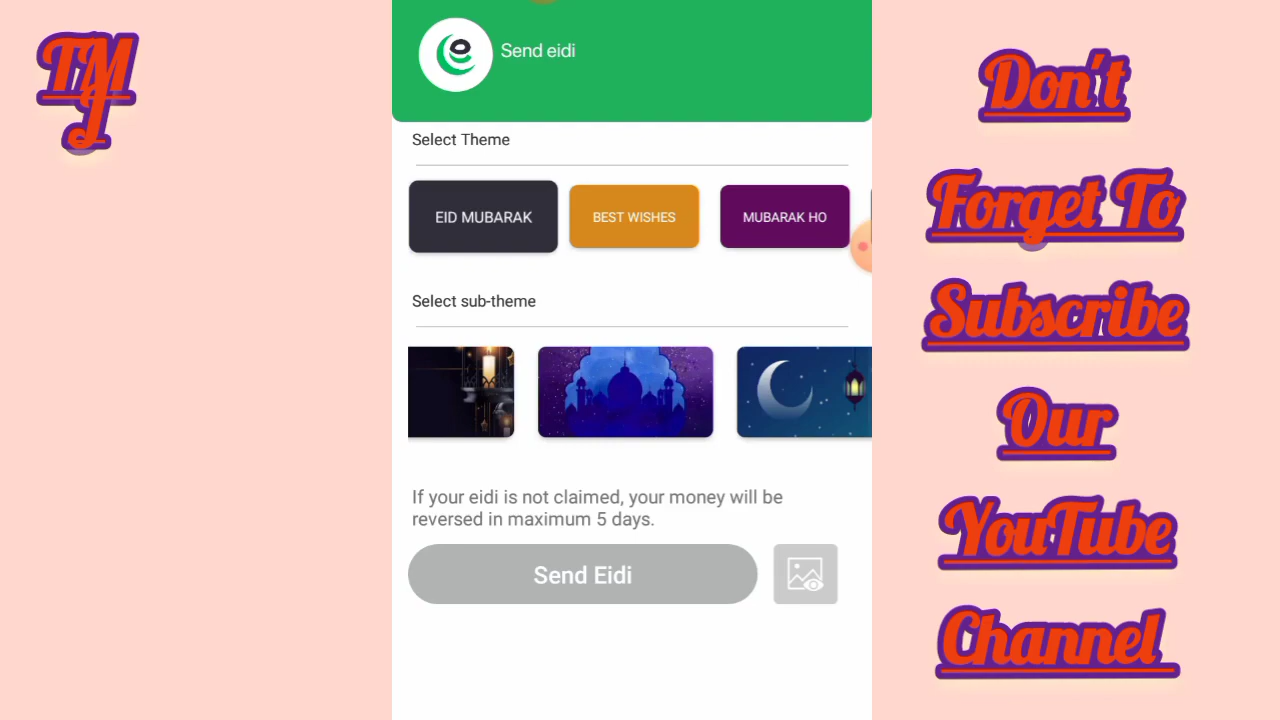 TMJ
Send eidi
Select Theme
EID MUBARAK
BEST WISHES
MUBARAK HO
Select sub-theme
If your eidi is not claimed, your money will be
reversed in maximum 5 days.
Send Eidi
Don't
Forget To
Subscribe
Our
YouTube
Channel